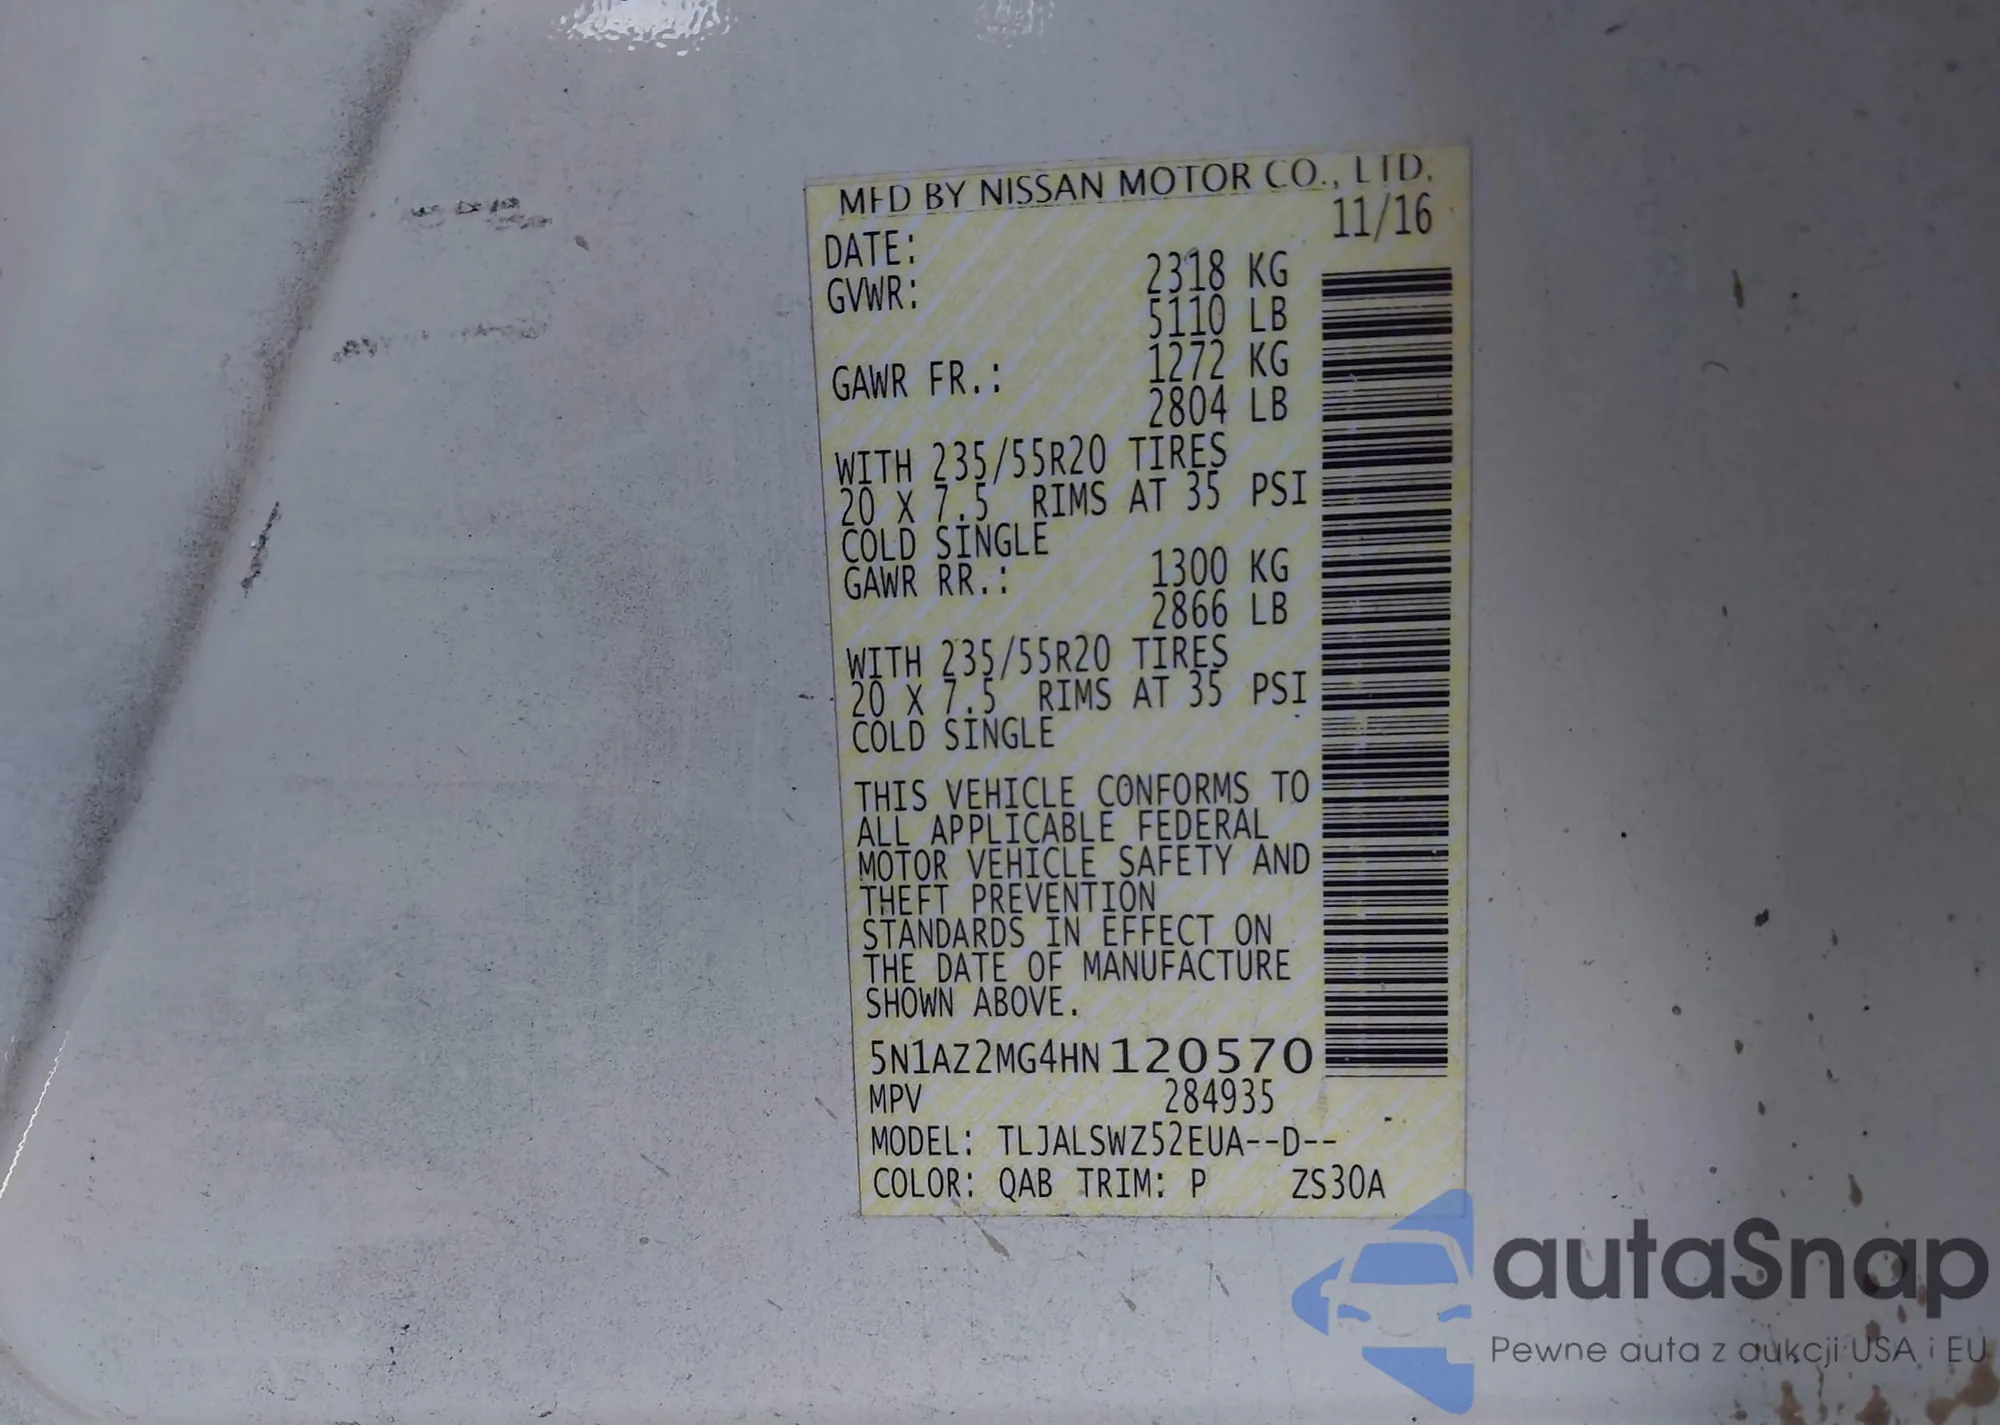 MFD BY NISSAN MOTOR CO., LTD.
DATE: 11/16
GVWR: 2318 KG
5110 LB
GAWR FR.: 1272 KG
2804 LB
WITH 235/55R20 TIRES
20 X 7.5 RIMS AT 35 PSI
COLD SINGLE
GAWR RR.: 1300 KG
2866 LB
WITH 235/55R20 TIRES
20 X 7.5 RIMS AT 35 PSI
COLD SINGLE
THIS VEHICLE CONFORMS TO
ALL APPLICABLE FEDERAL
MOTOR VEHICLE SAFETY AND
THEFT PREVENTION
STANDARDS IN EFFECT ON
THE DATE OF MANUFACTURE
SHOWN ABOVE.
5N1AZ2MG4HN120570
MPV 284935
MODEL: TLJALSWZ52EUA--D--
COLOR: QAB TRIM: P ZS30A
autaSnap
Pewne auta z aukcji USA i EU